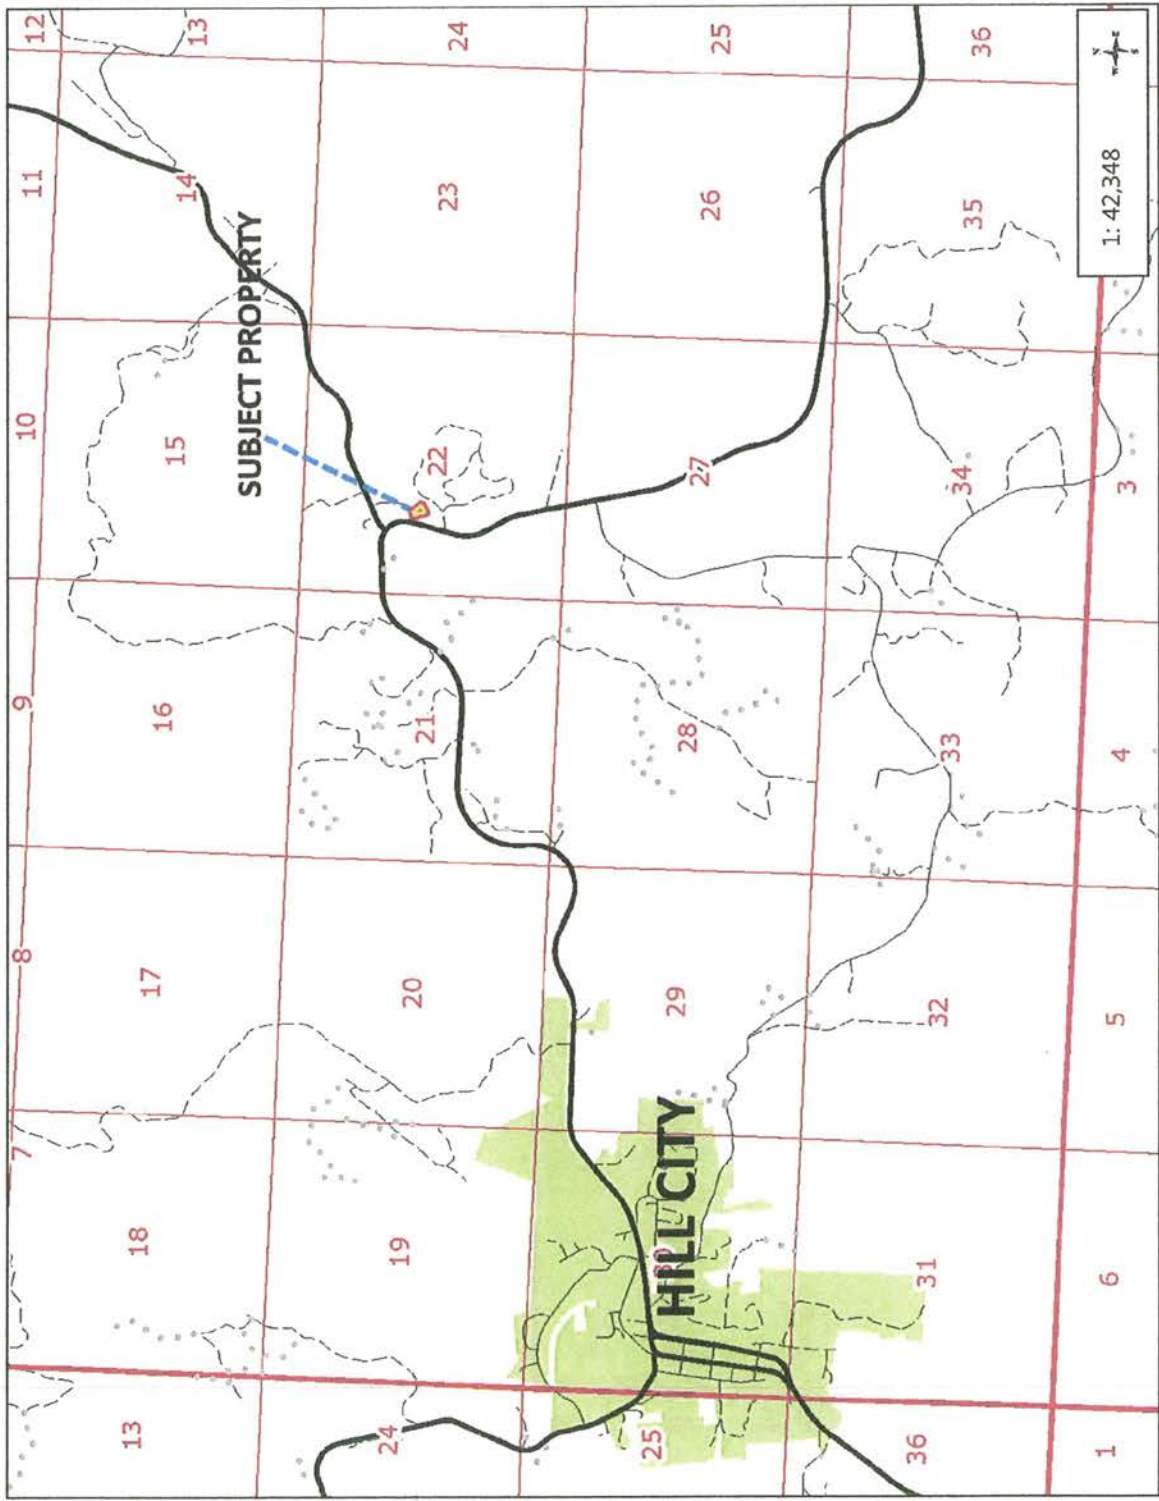 7 8 9 10 11 12
13 18 17 16 15 14 13
SUBJECT PROPERTY
24 19 20 21 22 23 24
HILL CITY
25 30 29 28 27 26 25
36 31 32 33 34 35 36
1 6 5 4 3
1: 42,348
N
W E
S